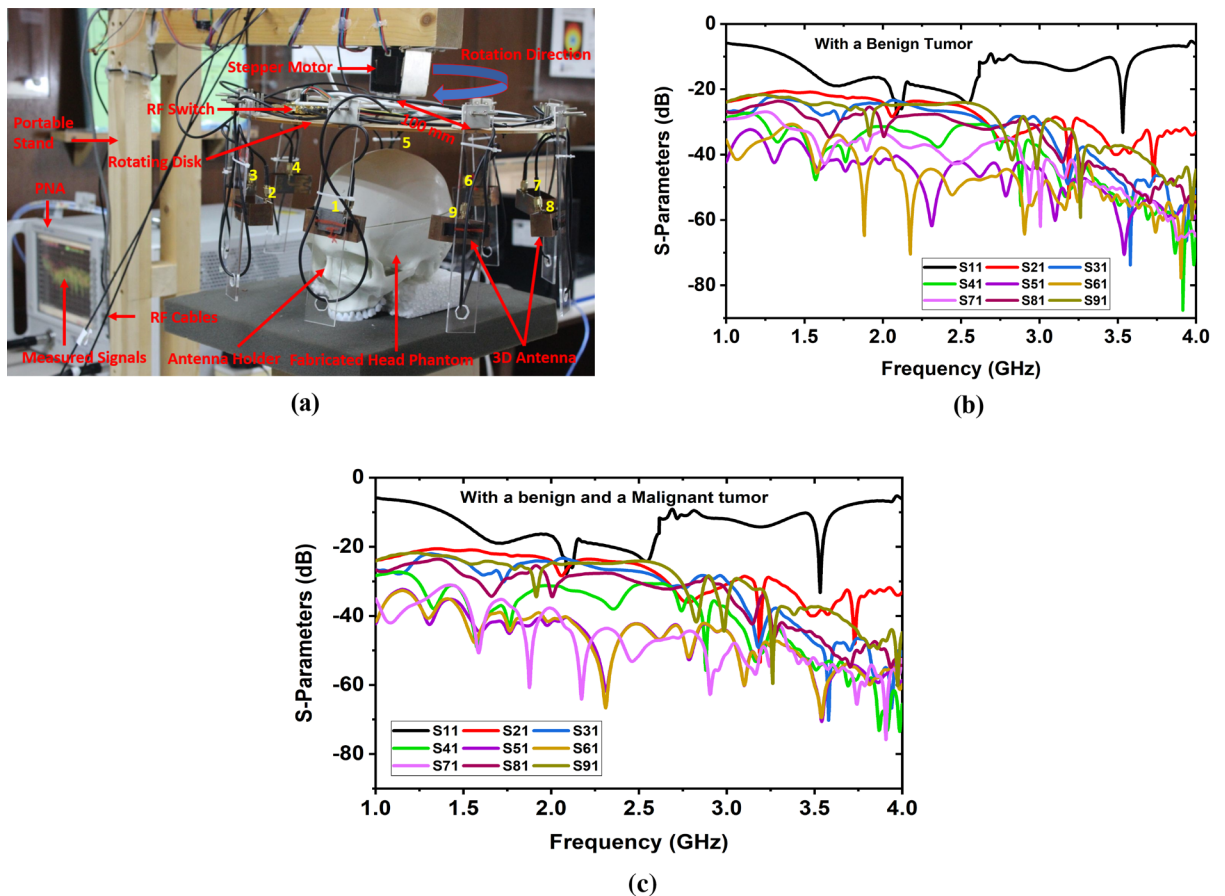 Stepper Motor
Rotation Direction
RF Switch
100 mm
Portable
Stand
Rotating Disk
5
3
4
2
6
7
PNA
1
9
8
RF Cables
Measured Signals
Antenna Holder
Fabricated Head Phantom
3D Antenna
(a)
With a Benign Tumor
S-Parameters (dB)
0
-20
-40
-60
-80
S11 S21 S31
S41 S51 S61
S71 S81 S91
1.0 1.5 2.0 2.5 3.0 3.5 4.0
Frequency (GHz)
(b)
With a benign and a Malignant tumor
S-Parameters (dB)
0
-20
-40
-60
-80
S11 S21 S31
S41 S51 S61
S71 S81 S91
1.0 1.5 2.0 2.5 3.0 3.5 4.0
Frequency (GHz)
(c)